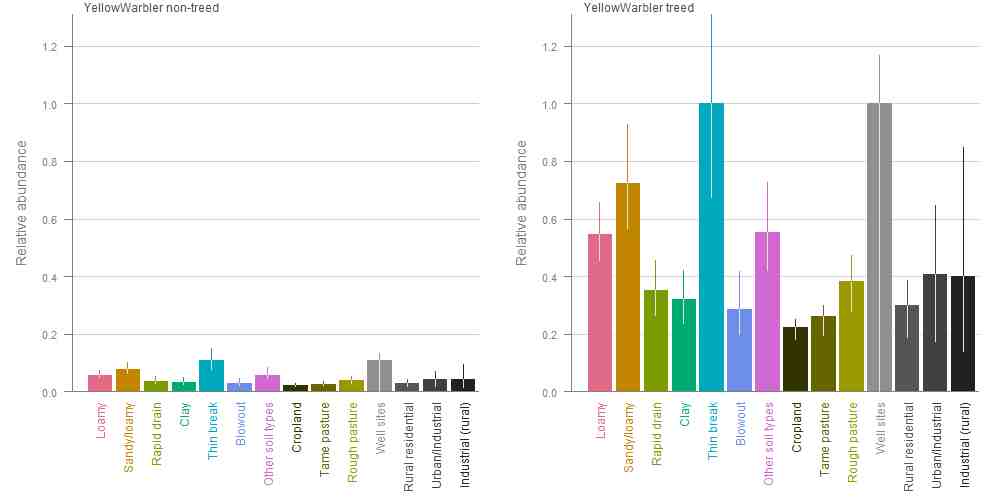 YellowWarbler non-treed
Relative abundance
1.2
1.0
0.8
0.6
0.4
0.2
0.0
Loamy
Sandy/loamy
Rapid drain
Clay
Thin break
Blowout
Other soil types
Cropland
Tame pasture
Rough pasture
Well sites
Rural residential
Urban/Industrial
Industrial (rural)
YellowWarbler treed
Relative abundance
1.2
1.0
0.8
0.6
0.4
0.2
0.0
Loamy
Sandy/loamy
Rapid drain
Clay
Thin break
Blowout
Other soil types
Cropland
Tame pasture
Rough pasture
Well sites
Rural residential
Urban/Industrial
Industrial (rural)